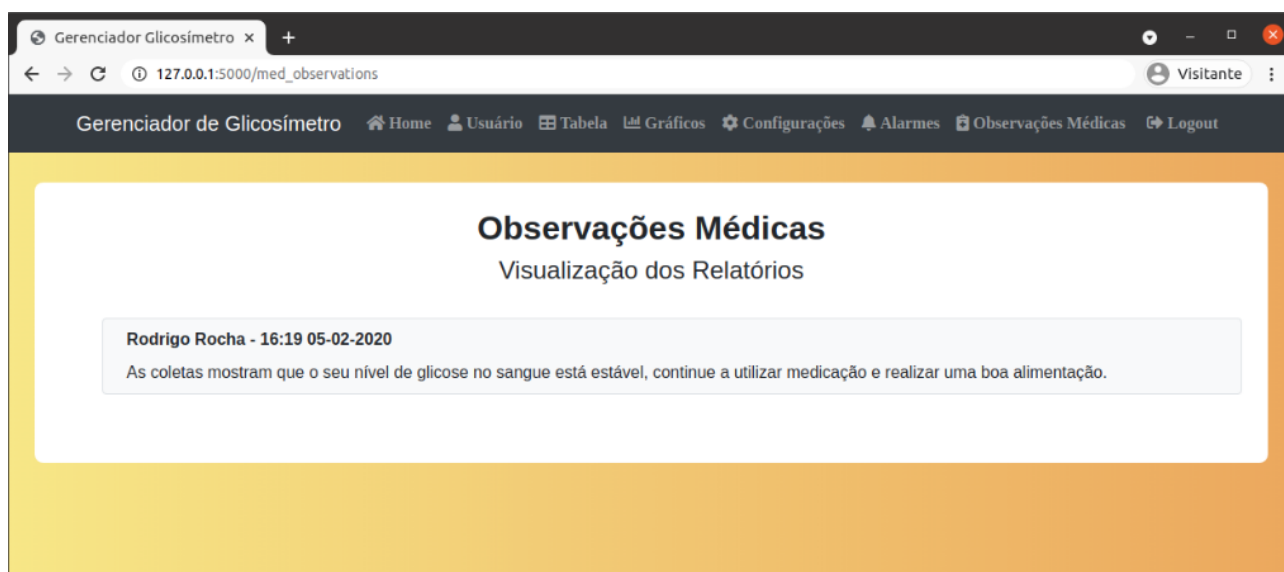 Gerenciador Glicosímetro × +
127.0.0.1:5000/med_observations Visitante
Gerenciador de Glicosímetro Home Usuário Tabela Gráficos Configurações Alarmes Observações Médicas Logout
Observações Médicas
Visualização dos Relatórios
Rodrigo Rocha - 16:19 05-02-2020
As coletas mostram que o seu nível de glicose no sangue está estável, continue a utilizar medicação e realizar uma boa alimentação.